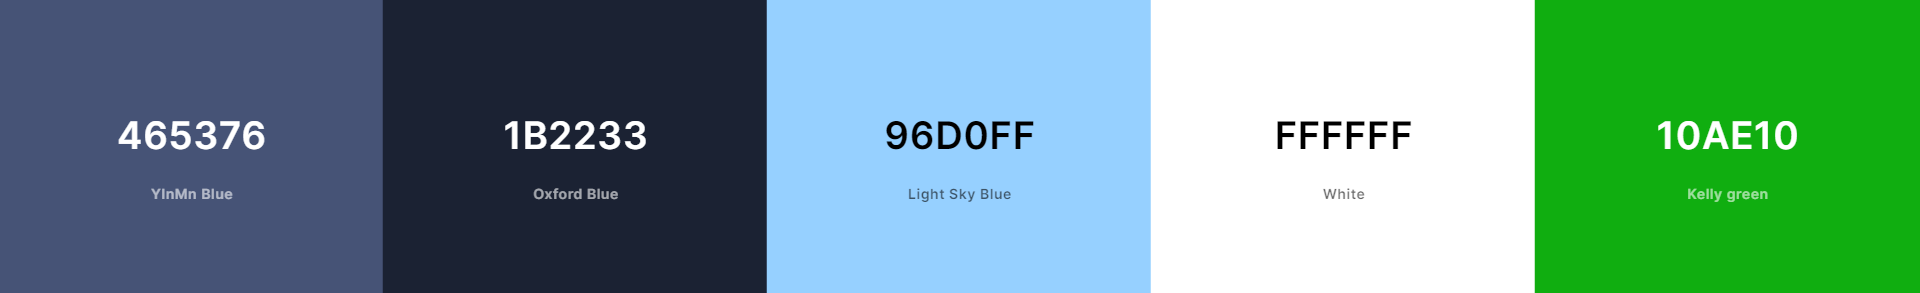 465376
YInMn Blue
1B2233
Oxford Blue
96D0FF
Light Sky Blue
FFFFFF
White
10AE10
Kelly green